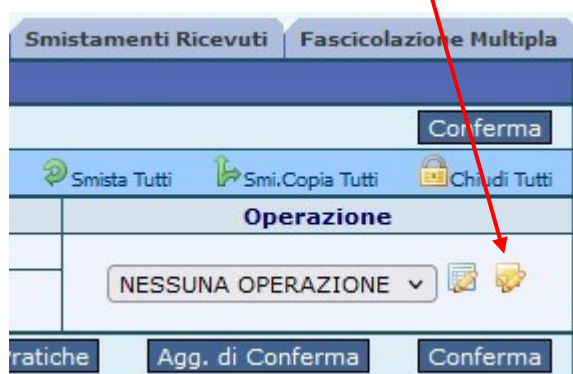 Smistamenti Ricevuti Fascicolazione Multipla
Conferma
Smista Tutti Smi.Copia Tutti Chiudi Tutti
Operazione
NESSUNA OPERAZIONE
ratiche Agg. di Conferma Conferma